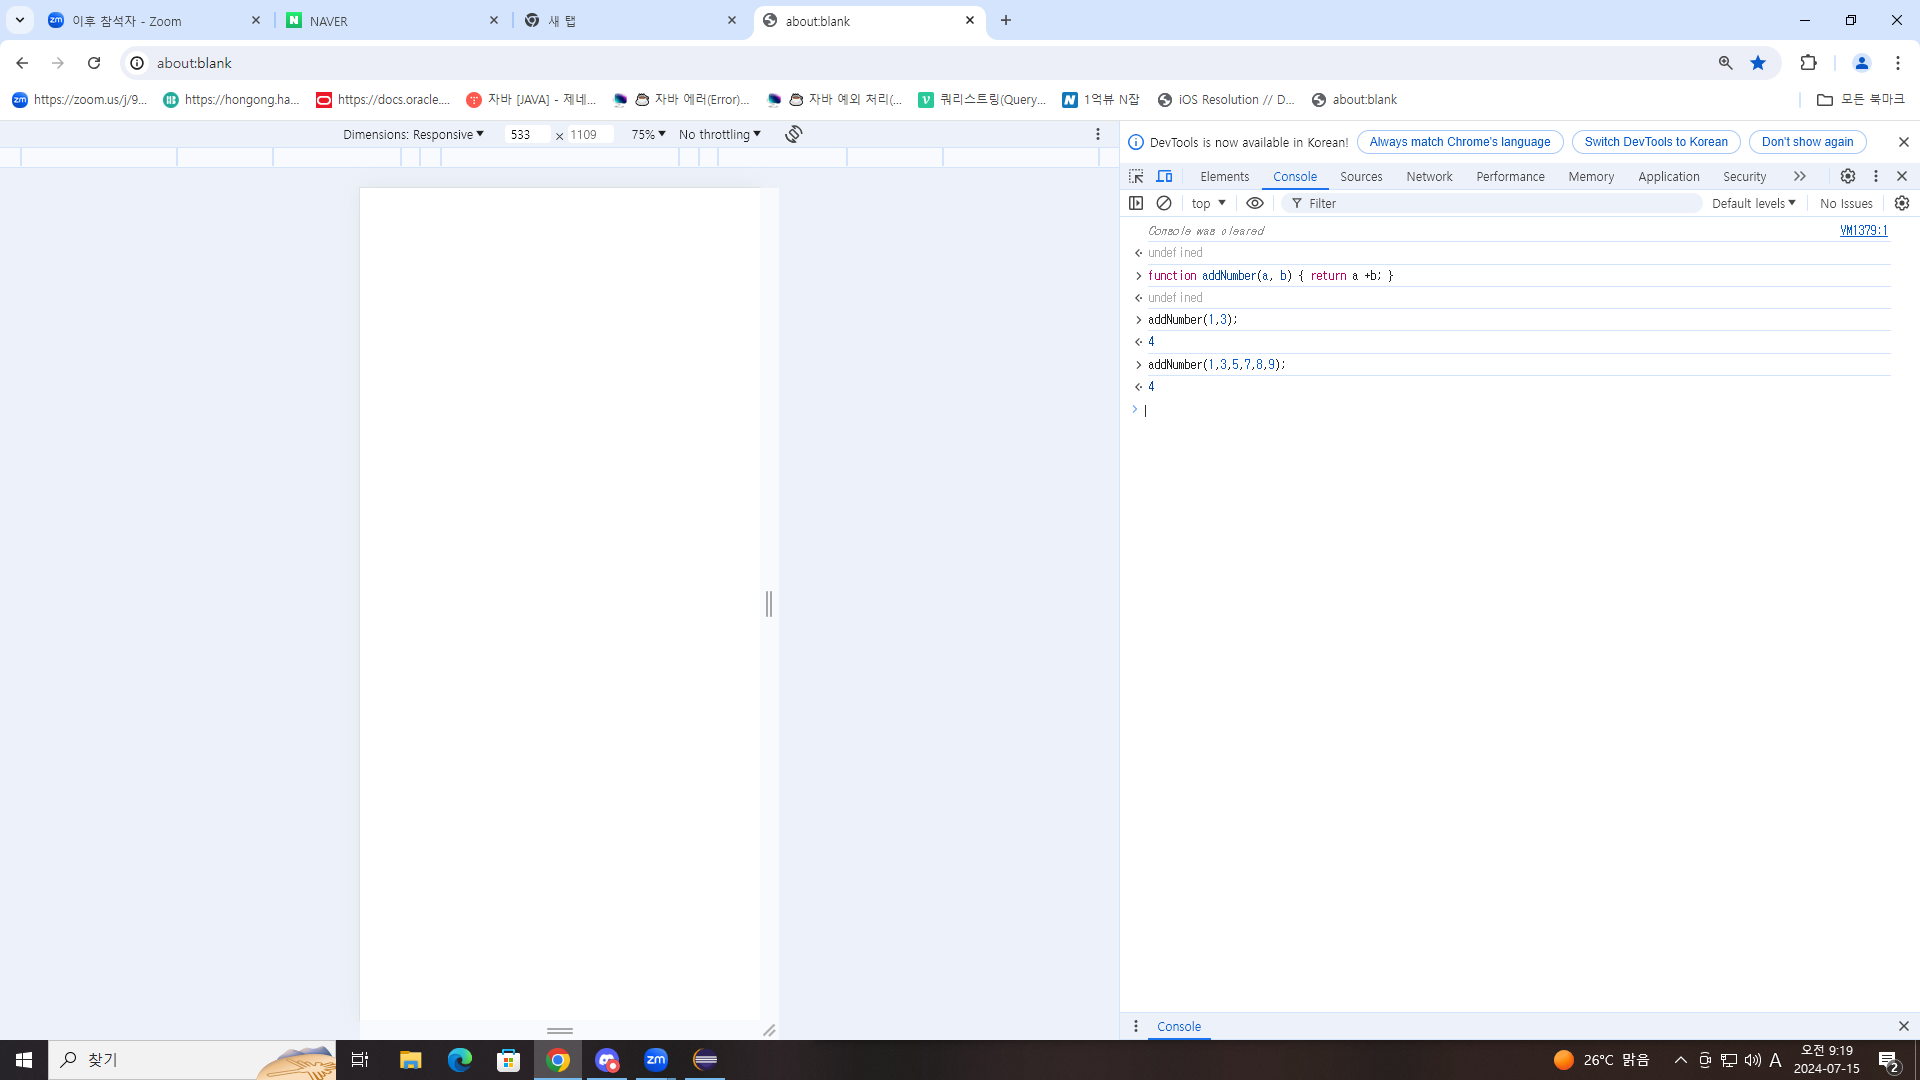 이후 참석자 - Zoom
NAVER
새 탭
about:blank
about:blank
https://zoom.us/j/9...
https://hongong.ha...
https://docs.oracle....
자바 [JAVA] - 제네...
자바 에러(Error)...
자바 예외 처리(...
쿼리스트링(Query...
1억뷰 N잡
iOS Resolution // D...
about:blank
모든 북마크
Dimensions: Responsive
533 × 1109
75%
No throttling
DevTools is now available in Korean!
Always match Chrome's language
Switch DevTools to Korean
Don't show again
Elements
Console
Sources
Network
Performance
Memory
Application
Security
top
Filter
Default levels
No Issues
Console was cleared
VM1379:1
undefined
function addNumber(a, b) { return a +b; }
undefined
addNumber(1,3);
4
addNumber(1,3,5,7,8,9);
4
Console
찾기
26°C 맑음
A
오전 9:19
2024-07-15
2